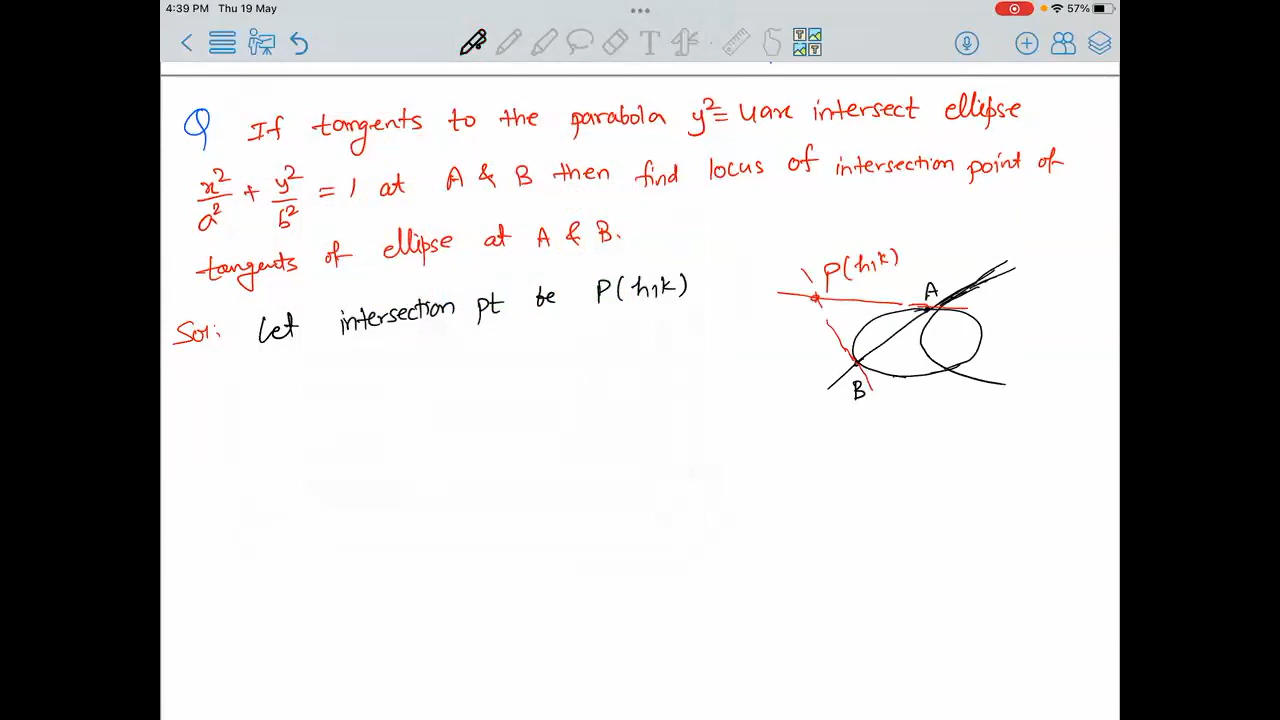 4:39 PM Thu 19 May
57%
Q If tangents to the parabola y² = 4ax intersect ellipse
x²/a² + y²/b² = 1 at A & B then find locus of intersection point of
tangents of ellipse at A & B.
Sol: Let intersection pt be P(h,k)
P(h,k)
A
B